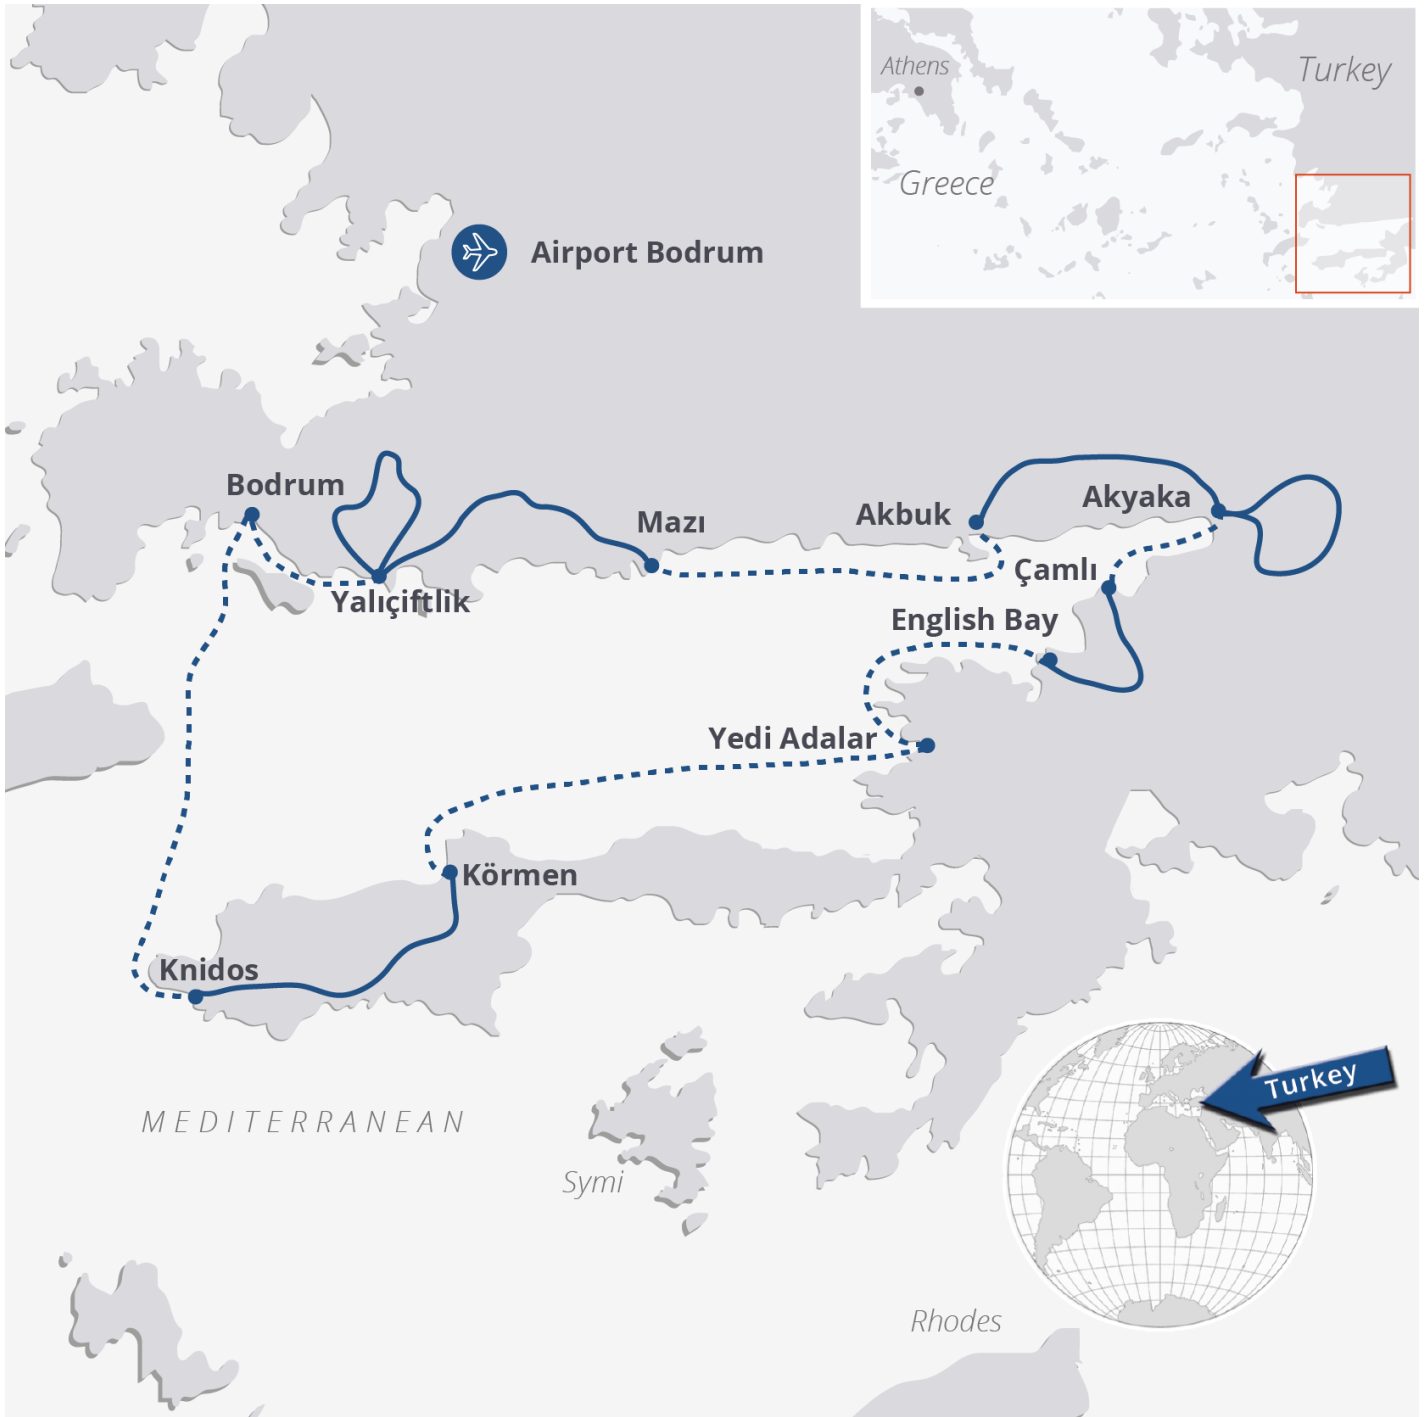 Athens
Turkey
Greece
Airport Bodrum
Bodrum
Mazı
Akbuk
Akyaka
Çamlı
Yalıçiftlik
English Bay
Yedi Adalar
Körmen
Knidos
MEDITERRANEAN
Turkey
Symi
Rhodes